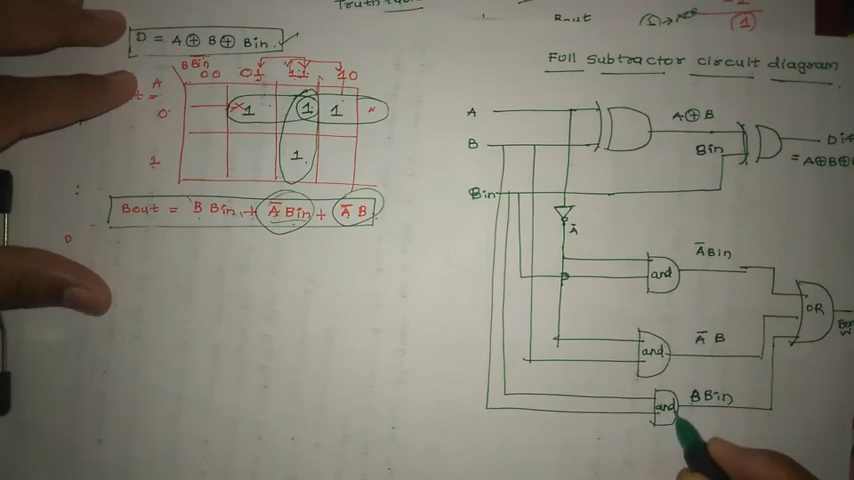 D = A ⊕ B ⊕ Bin.
Bout
Full Subtractor circuit diagram
B Bin
A
00 01 11 10
0 1 1 1
1 1
Bout = B Bin + A̅ Bin + A̅ B
A
B
Bin
A⊕B
Bin
A̅
and
A̅ Bin
and
A̅ B
and
B Bin
OR